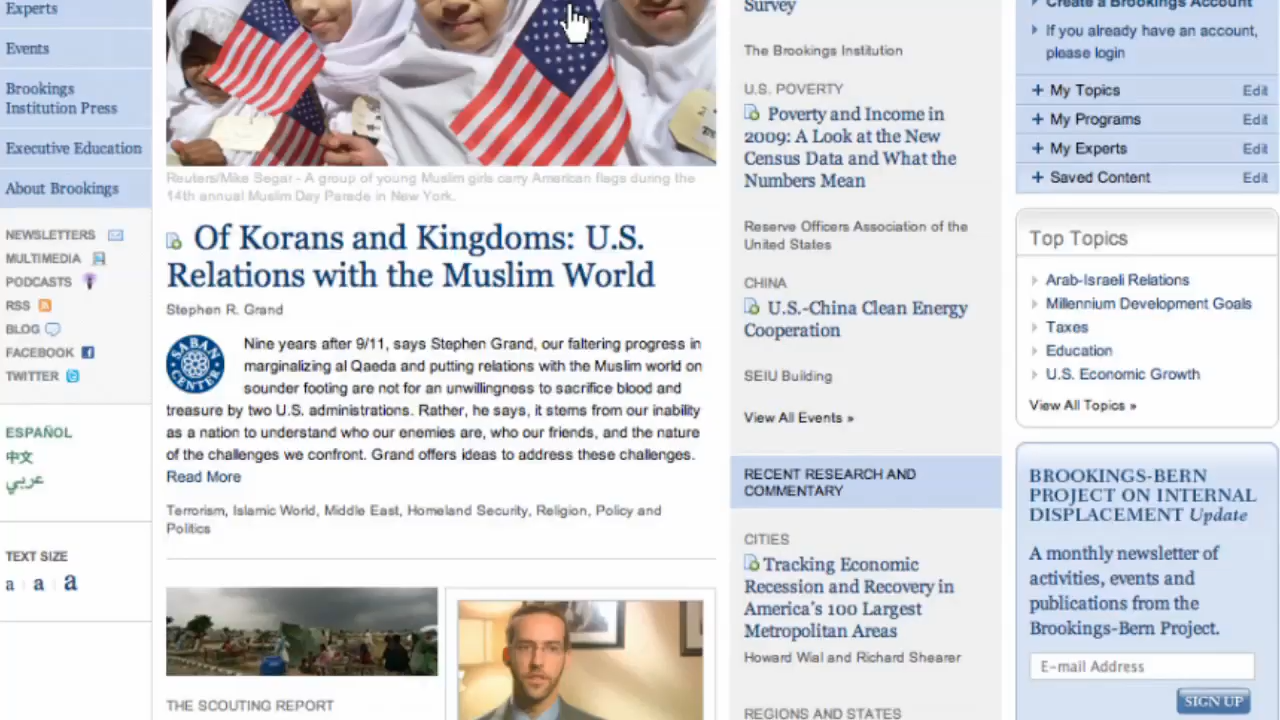 Experts
Events
Brookings
Institution Press
Executive Education
About Brookings
NEWSLETTERS
MULTIMEDIA
PODCASTS
RSS
BLOG
FACEBOOK
TWITTER
ESPAÑOL
中文
عربي
TEXT SIZE
a a a
Reuters/Mike Segar - A group of young Muslim girls carry American flags during the
14th annual Muslim Day Parade in New York.
Of Korans and Kingdoms: U.S.
Relations with the Muslim World
Stephen R. Grand
SABAN
CENTER
Nine years after 9/11, says Stephen Grand, our faltering progress in
marginalizing al Qaeda and putting relations with the Muslim world on
sounder footing are not for an unwillingness to sacrifice blood and
treasure by two U.S. administrations. Rather, he says, it stems from our inability
as a nation to understand who our enemies are, who our friends, and the nature
of the challenges we confront. Grand offers ideas to address these challenges.
Read More
Terrorism, Islamic World, Middle East, Homeland Security, Religion, Policy and
Politics
THE SCOUTING REPORT
Survey
The Brookings Institution
U.S. POVERTY
Poverty and Income in
2009: A Look at the New
Census Data and What the
Numbers Mean
Reserve Officers Association of the
United States
CHINA
U.S.-China Clean Energy
Cooperation
SEIU Building
View All Events »
RECENT RESEARCH AND
COMMENTARY
CITIES
Tracking Economic
Recession and Recovery in
America's 100 Largest
Metropolitan Areas
Howard Wial and Richard Shearer
REGIONS AND STATES
Create a Brookings Account
If you already have an account,
please login
+ My Topics Edit
+ My Programs Edit
+ My Experts Edit
+ Saved Content Edit
Top Topics
Arab-Israeli Relations
Millennium Development Goals
Taxes
Education
U.S. Economic Growth
View All Topics »
BROOKINGS-BERN
PROJECT ON INTERNAL
DISPLACEMENT Update
A monthly newsletter of
activities, events and
publications from the
Brookings-Bern Project.
E-mail Address
SIGN UP